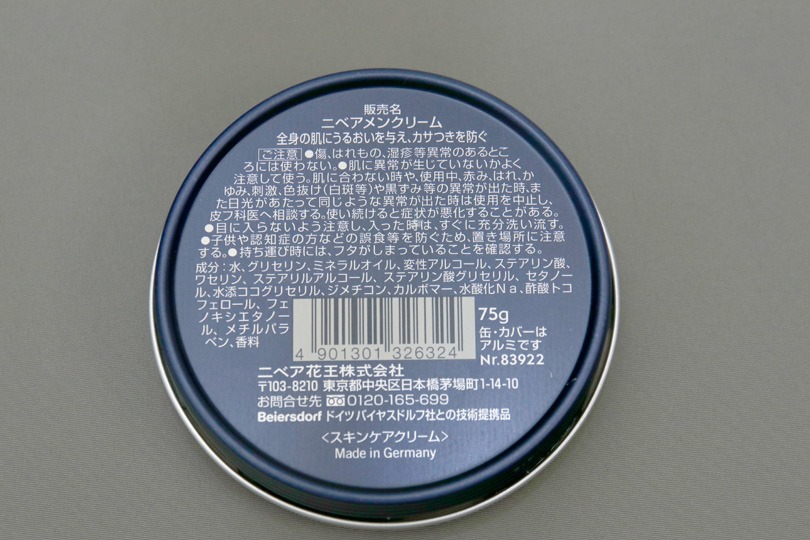 販売名
ニベアメンクリーム
全身の肌にうるおいを与え、カサつきを防ぐ
ご注意 ●傷、はれもの、湿疹等異常のあるとこ
ろには使わない。●肌に異常が生じていないかよく
注意して使う。肌に合わない時や、使用中、赤み、はれ、か
ゆみ、刺激、色抜け(白斑等)や黒ずみ等の異常が出た時、ま
た日光があたって同じような異常が出た時は使用を中止し、
皮フ科医へ相談する。使い続けると症状が悪化することがある。
●目に入らないよう注意し、入った時は、すぐに充分洗い流す。
●子供や認知症の方などの誤食等を防ぐため、置き場所に注意
する。●持ち運び時には、フタがしまっていることを確認する。
成分:水、グリセリン、ミネラルオイル、変性アルコール、ステアリン酸、
ワセリン、ステアリルアルコール、ステアリン酸グリセリル、セタノー
ル、水添ココグリセリル、ジメチコン、カルボマー、水酸化Na、酢酸トコ
フェロール、フェ
ノキシエタノー
ル、メチルパラ
ベン、香料
4 901301 326324
75g
缶・カバーは
アルミです
Nr.83922
ニベア花王株式会社
〒103-8210 東京都中央区日本橋茅場町1-14-10
お問合せ先 0120-165-699
Beiersdorf ドイツバイヤスドルフ社との技術提携品
<スキンケアクリーム>
Made in Germany